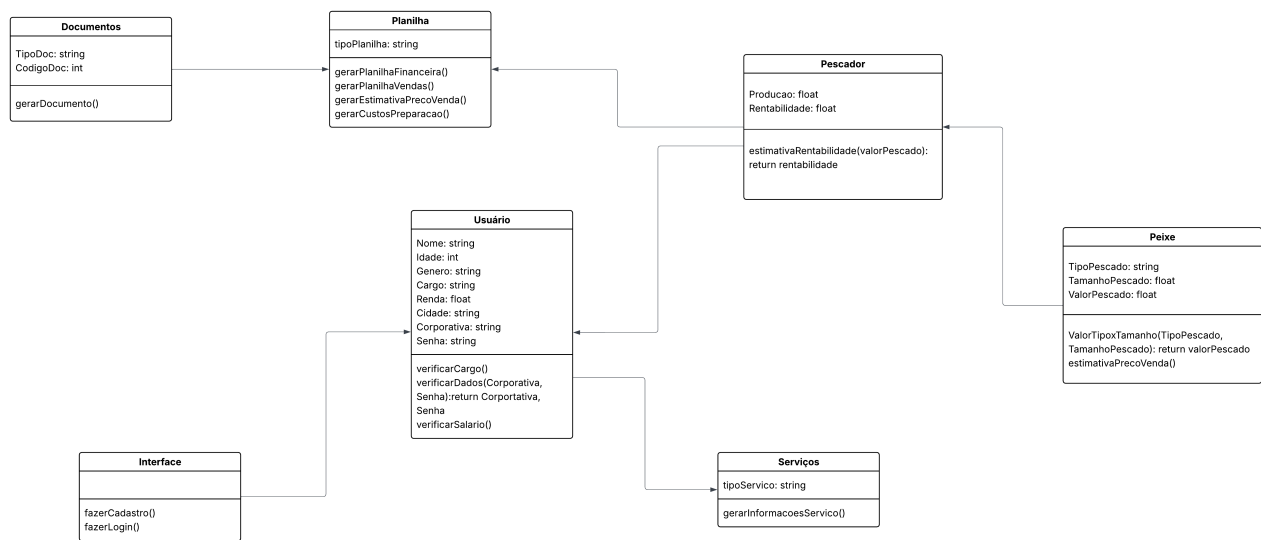 Documentos
TipoDoc: string
CodigoDoc: int
gerarDocumento()
Planilha
tipoPlanilha: string
gerarPlanilhaFinanceira()
gerarPlanilhaVendas()
gerarEstimativaPrecoVenda()
gerarCustosPreparacao()
Pescador
Producao: float
Rentabilidade: float
estimativaRentabilidade(valorPescado):
return rentabilidade
Usuário
Nome: string
Idade: int
Genero: string
Cargo: string
Renda: float
Cidade: string
Corporativa: string
Senha: string
verificarCargo()
verificarDados(Corporativa,
Senha):return Corportativa,
Senha
verificarSalario()
Peixe
TipoPescado: string
TamanhoPescado: float
ValorPescado: float
ValorTipoxTamanho(TipoPescado,
TamanhoPescado): return valorPescado
estimativaPrecoVenda()
Interface
fazerCadastro()
fazerLogin()
Serviços
tipoServico: string
gerarInformacoesServico()